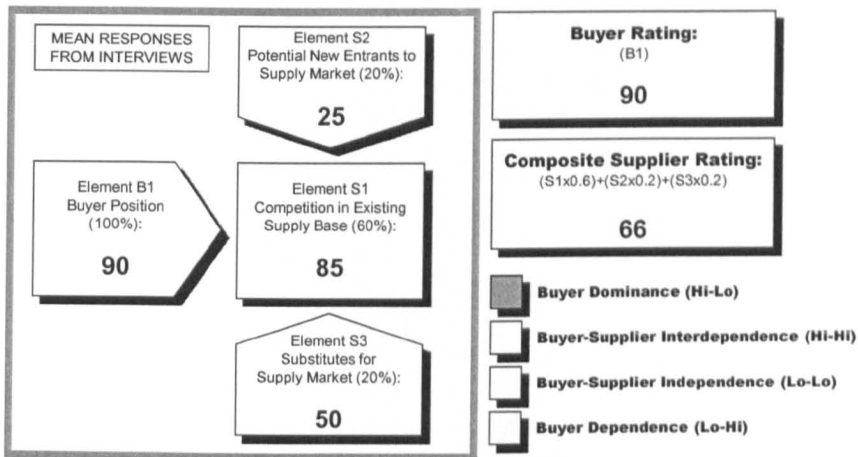 MEAN RESPONSES
FROM INTERVIEWS
Element S2
Potential New Entrants to
Supply Market (20%):
25
Element B1
Buyer Position
(100%):
90
Element S1
Competition in Existing
Supply Base (60%):
85
Element S3
Substitutes for
Supply Market (20%):
50
Buyer Rating:
(B1)
90
Composite Supplier Rating:
(S1x0.6)+(S2x0.2)+(S3x0.2)
66
Buyer Dominance (Hi-Lo)
Buyer-Supplier Interdependence (Hi-Hi)
Buyer-Supplier Independence (Lo-Lo)
Buyer Dependence (Lo-Hi)